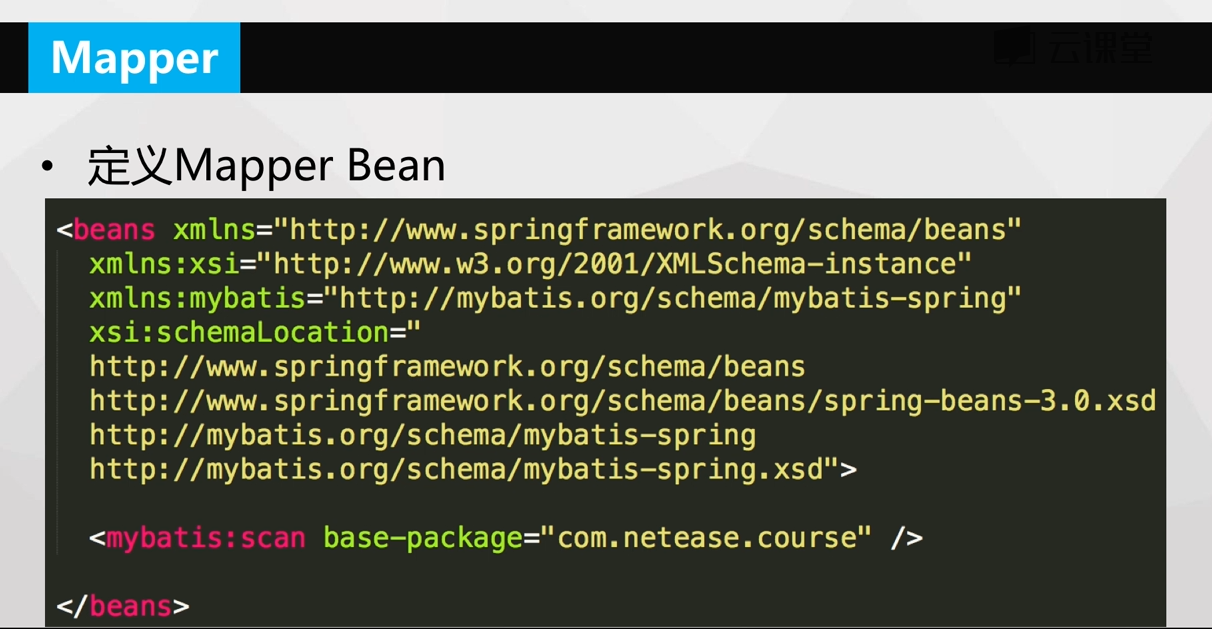 Mapper
云课堂
• 定义Mapper Bean
<beans xmlns="http://www.springframework.org/schema/beans"
xmlns:xsi="http://www.w3.org/2001/XMLSchema-instance"
xmlns:mybatis="http://mybatis.org/schema/mybatis-spring"
xsi:schemaLocation="
http://www.springframework.org/schema/beans
http://www.springframework.org/schema/beans/spring-beans-3.0.xsd
http://mybatis.org/schema/mybatis-spring
http://mybatis.org/schema/mybatis-spring.xsd">
<mybatis:scan base-package="com.netease.course" />
</beans>